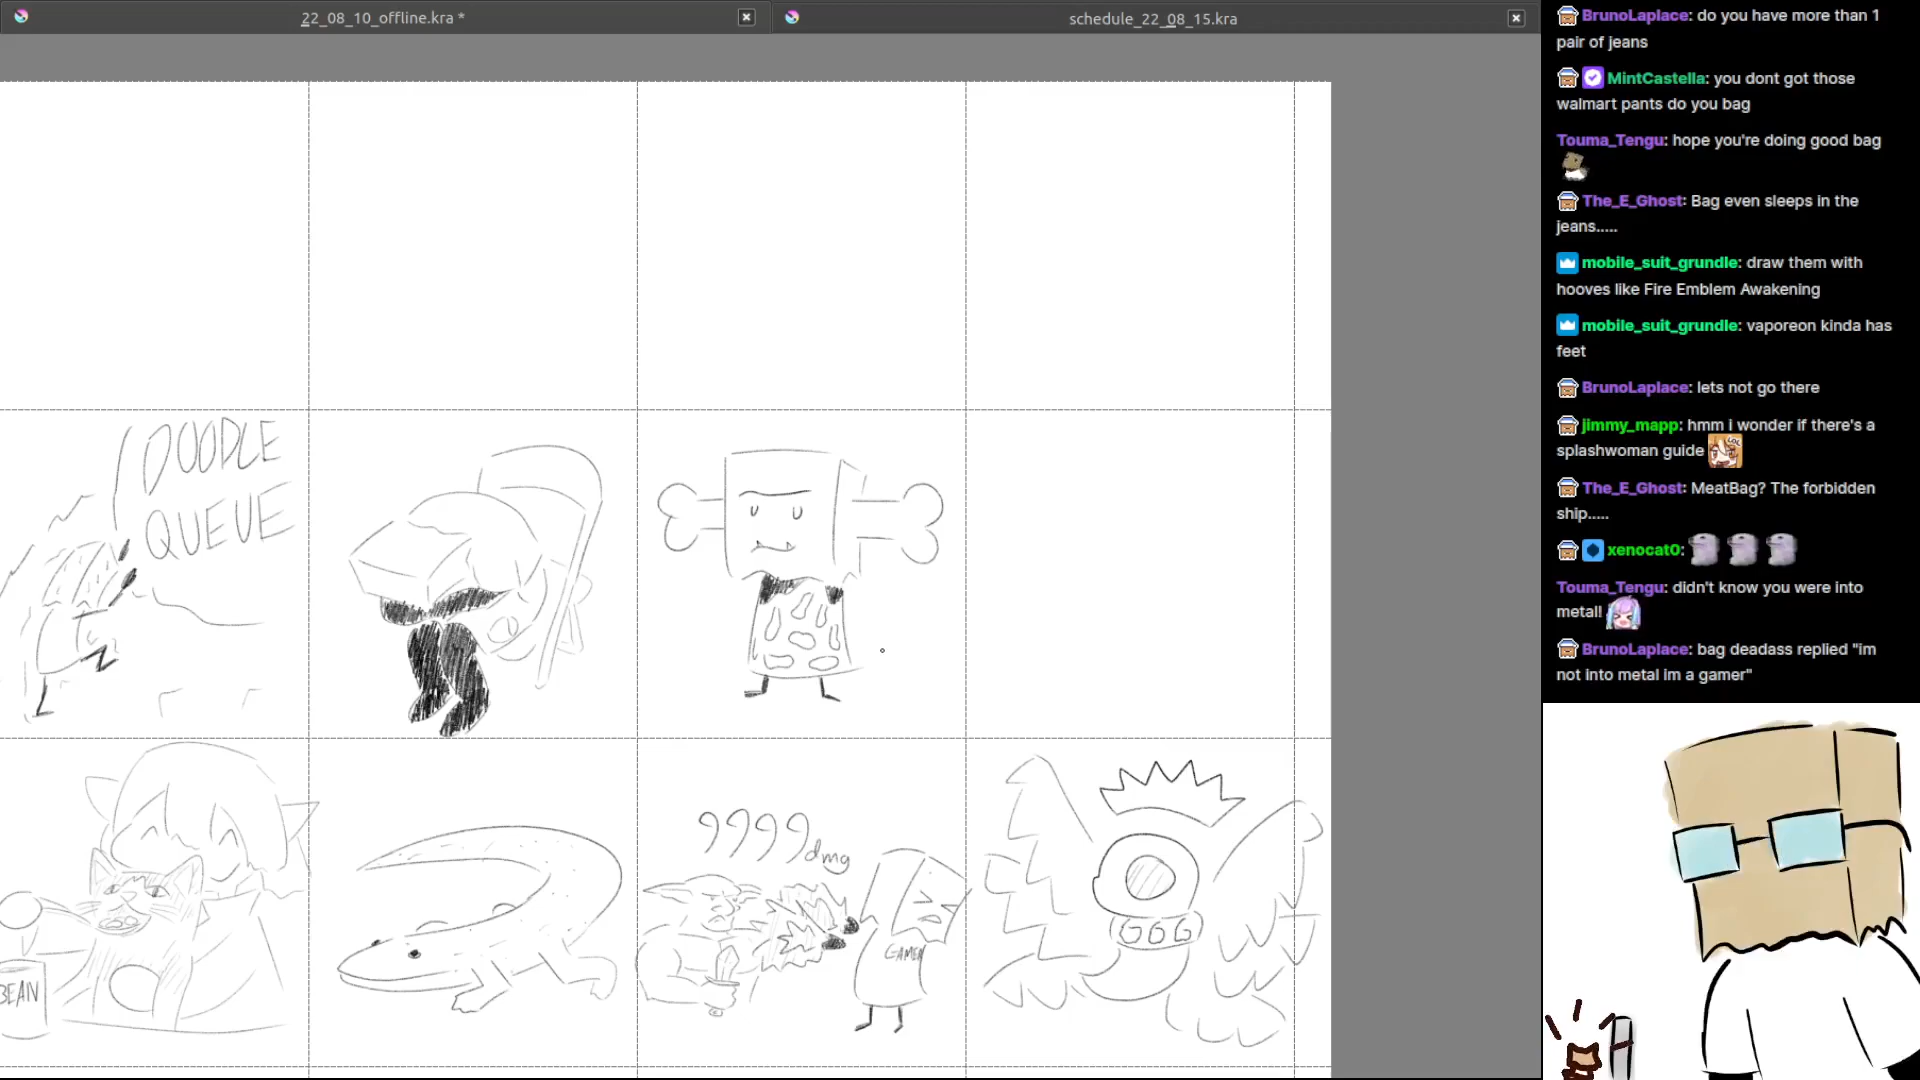 22_08_10_offline.kra *
schedule_22_08_15.kra
DOODLE
QUEUE
BEAN
9999dmg
GAMER
GGG
BrunoLaplace: do you have more than 1
pair of jeans
MintCastella: you dont got those
walmart pants do you bag
Touma_Tengu: hope you're doing good bag
The_E_Ghost: Bag even sleeps in the
jeans.....
mobile_suit_grundle: draw them with
hooves like Fire Emblem Awakening
mobile_suit_grundle: vaporeon kinda has
feet
BrunoLaplace: lets not go there
jimmy_mapp: hmm i wonder if there's a
splashwoman guide
The_E_Ghost: MeatBag? The forbidden
ship.....
xenocat0:
Touma_Tengu: didn't know you were into
metall
BrunoLaplace: bag deadass replied "im
not into metal im a gamer"